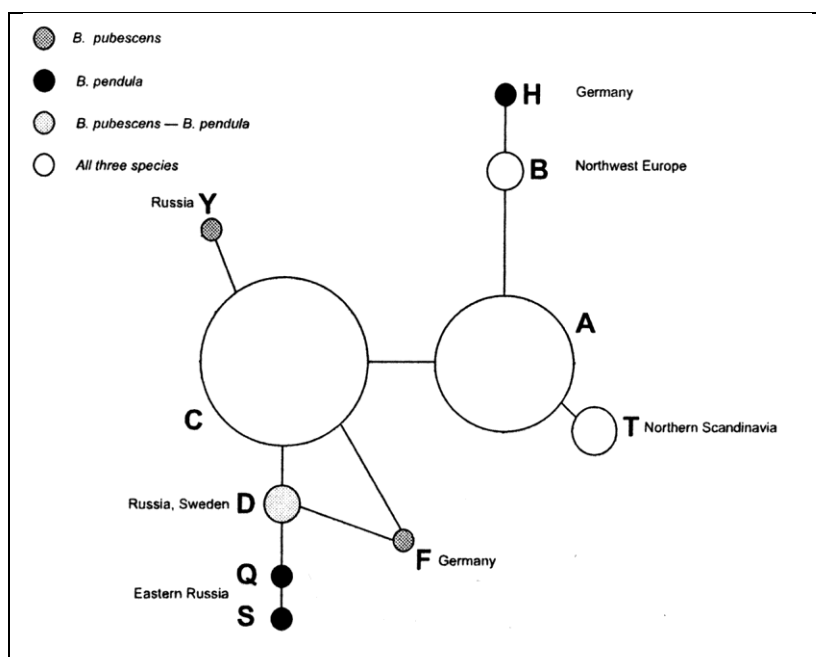 B. pubescens
B. pendula
B. pubescens — B. pendula
All three species
H Germany
B Northwest Europe
Russia Y
A
C
T Northern Scandinavia
Russia, Sweden D
F Germany
Q
Eastern Russia
S